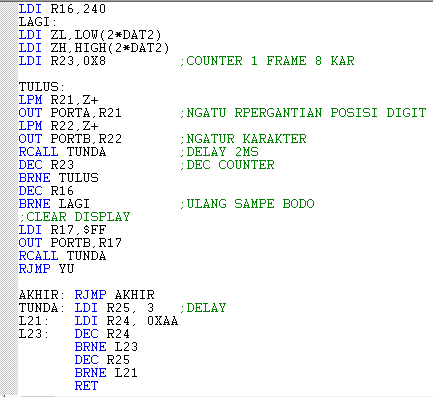 LDI R16,240
LAGI:
LDI ZL,LOW(2*DAT2)
LDI ZH,HIGH(2*DAT2)
LDI R23,0X8 ;COUNTER 1 FRAME 8 KAR
TULUS:
LPM R21,Z+
OUT PORTA,R21 ;NGATU RPERGANTIAN POSISI DIGIT
LPM R22,Z+
OUT PORTB,R22 ;NGATUR KARAKTER
RCALL TUNDA ;DELAY 2MS
DEC R23 ;DEC COUNTER
BRNE TULUS
DEC R16
BRNE LAGI ;ULANG SAMPE BODO
;CLEAR DISPLAY
LDI R17,$FF
OUT PORTB,R17
RCALL TUNDA
RJMP YU
AKHIR: RJMP AKHIR
TUNDA: LDI R25, 3 ;DELAY
L21: LDI R24, 0XAA
L23: DEC R24
BRNE L23
DEC R25
BRNE L21
RET